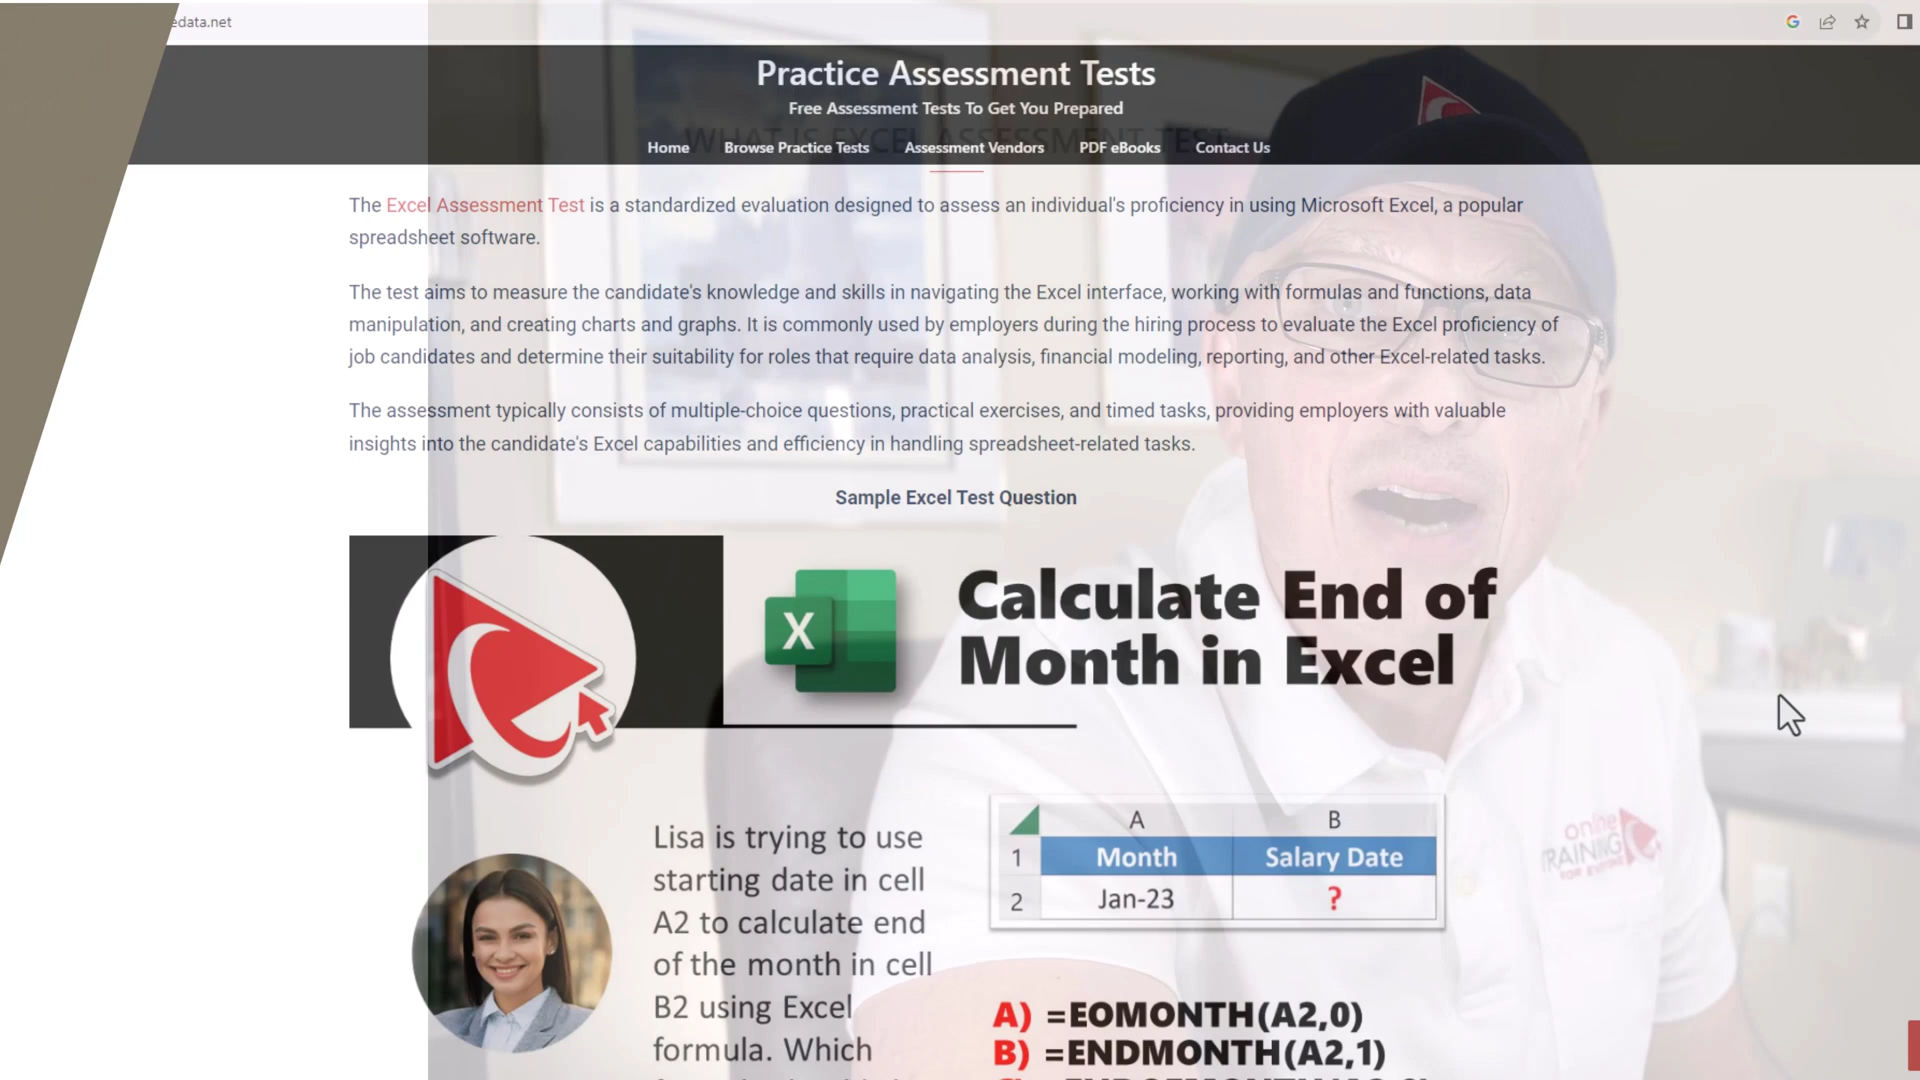 edata.net
Practice Assessment Tests
Free Assessment Tests To Get You Prepared
WHAT IS EXCEL ASSESSMENT TEST
Home Browse Practice Tests Assessment Vendors PDF eBooks Contact Us
The Excel Assessment Test is a standardized evaluation designed to assess an individual's proficiency in using Microsoft Excel, a popular
spreadsheet software.
The test aims to measure the candidate's knowledge and skills in navigating the Excel interface, working with formulas and functions, data
manipulation, and creating charts and graphs. It is commonly used by employers during the hiring process to evaluate the Excel proficiency of
job candidates and determine their suitability for roles that require data analysis, financial modeling, reporting, and other Excel-related tasks.
The assessment typically consists of multiple-choice questions, practical exercises, and timed tasks, providing employers with valuable
insights into the candidate's Excel capabilities and efficiency in handling spreadsheet-related tasks.
Sample Excel Test Question
X
Calculate End of
Month in Excel
Lisa is trying to use
starting date in cell
A2 to calculate end
of the month in cell
B2 using Excel
formula. Which
A B
1 Month Salary Date
2 Jan-23 ?
online
TRAINING
FOR EVERYONE
A) =EOMONTH(A2,0)
B) =ENDMONTH(A2,1)